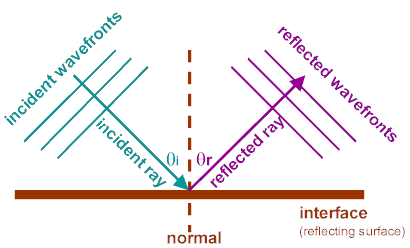 incident wavefronts
reflected wavefronts
incident ray
θi
θr
reflected ray
interface
(reflecting surface)
normal